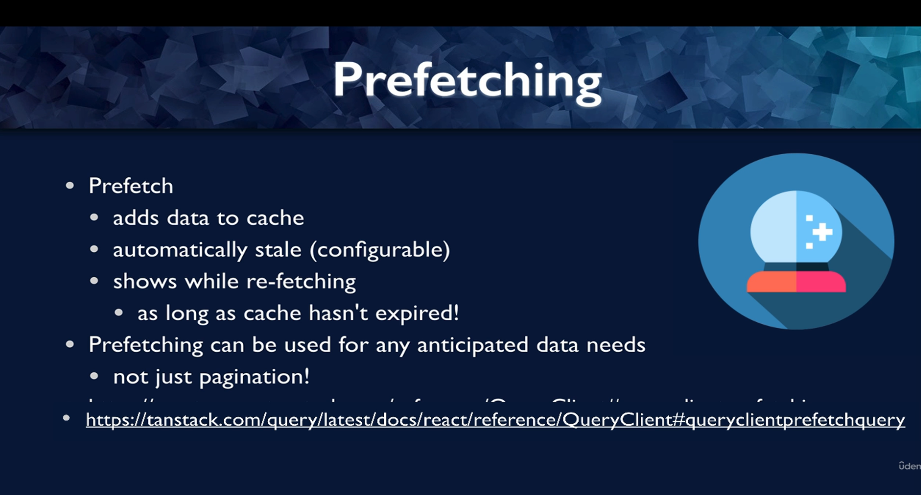 Prefetching
• Prefetch
• adds data to cache
• automatically stale (configurable)
• shows while re-fetching
• as long as cache hasn't expired!
• Prefetching can be used for any anticipated data needs
• not just pagination!
• https://tanstack.com/query/latest/docs/react/reference/QueryClient#queryclientprefetchquery